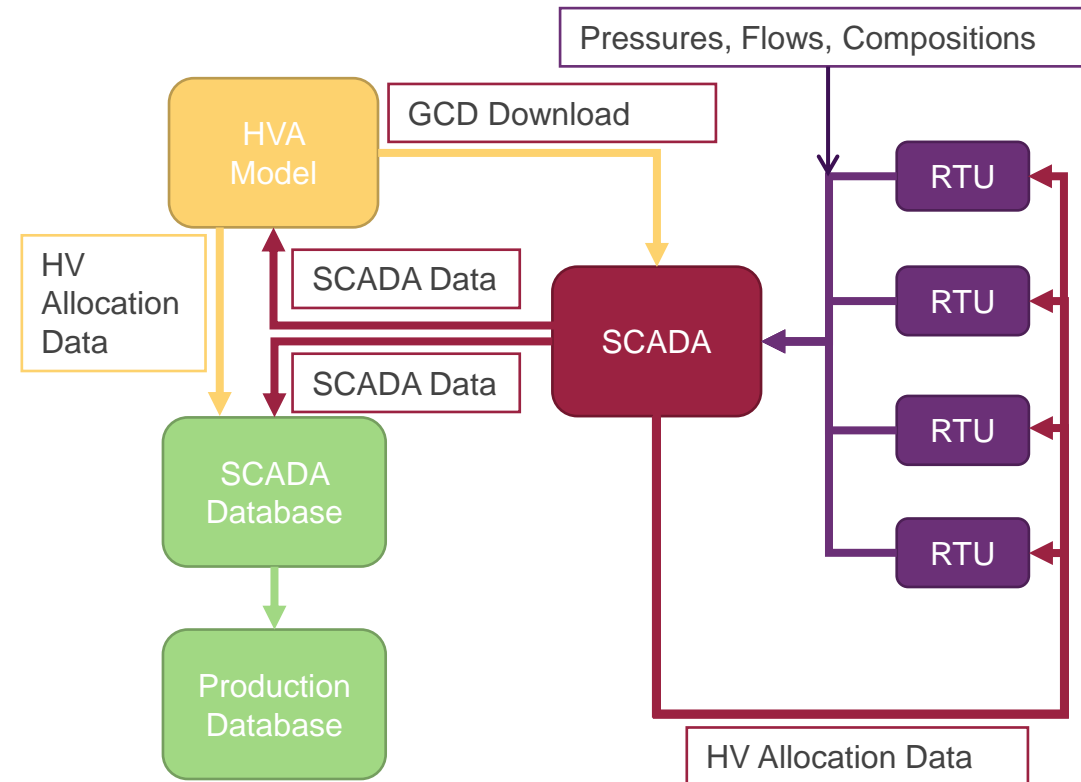 Pressures, Flows, Compositions
GCD Download
HVA
Model
RTU
HV
Allocation
Data
SCADA Data
RTU
SCADA
SCADA Data
RTU
SCADA
Database
RTU
Production
Database
HV Allocation Data